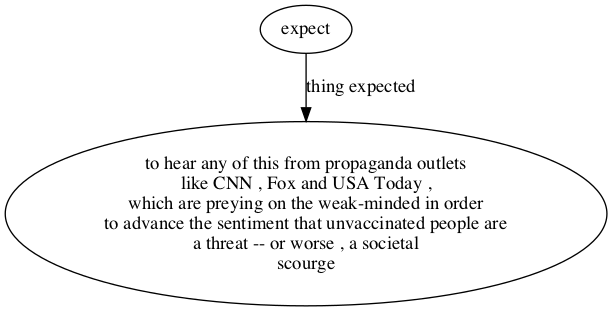 expect
thing expected
to hear any of this from propaganda outlets
like CNN , Fox and USA Today ,
which are preying on the weak-minded in order
to advance the sentiment that unvaccinated people are
a threat -- or worse , a societal
scourge